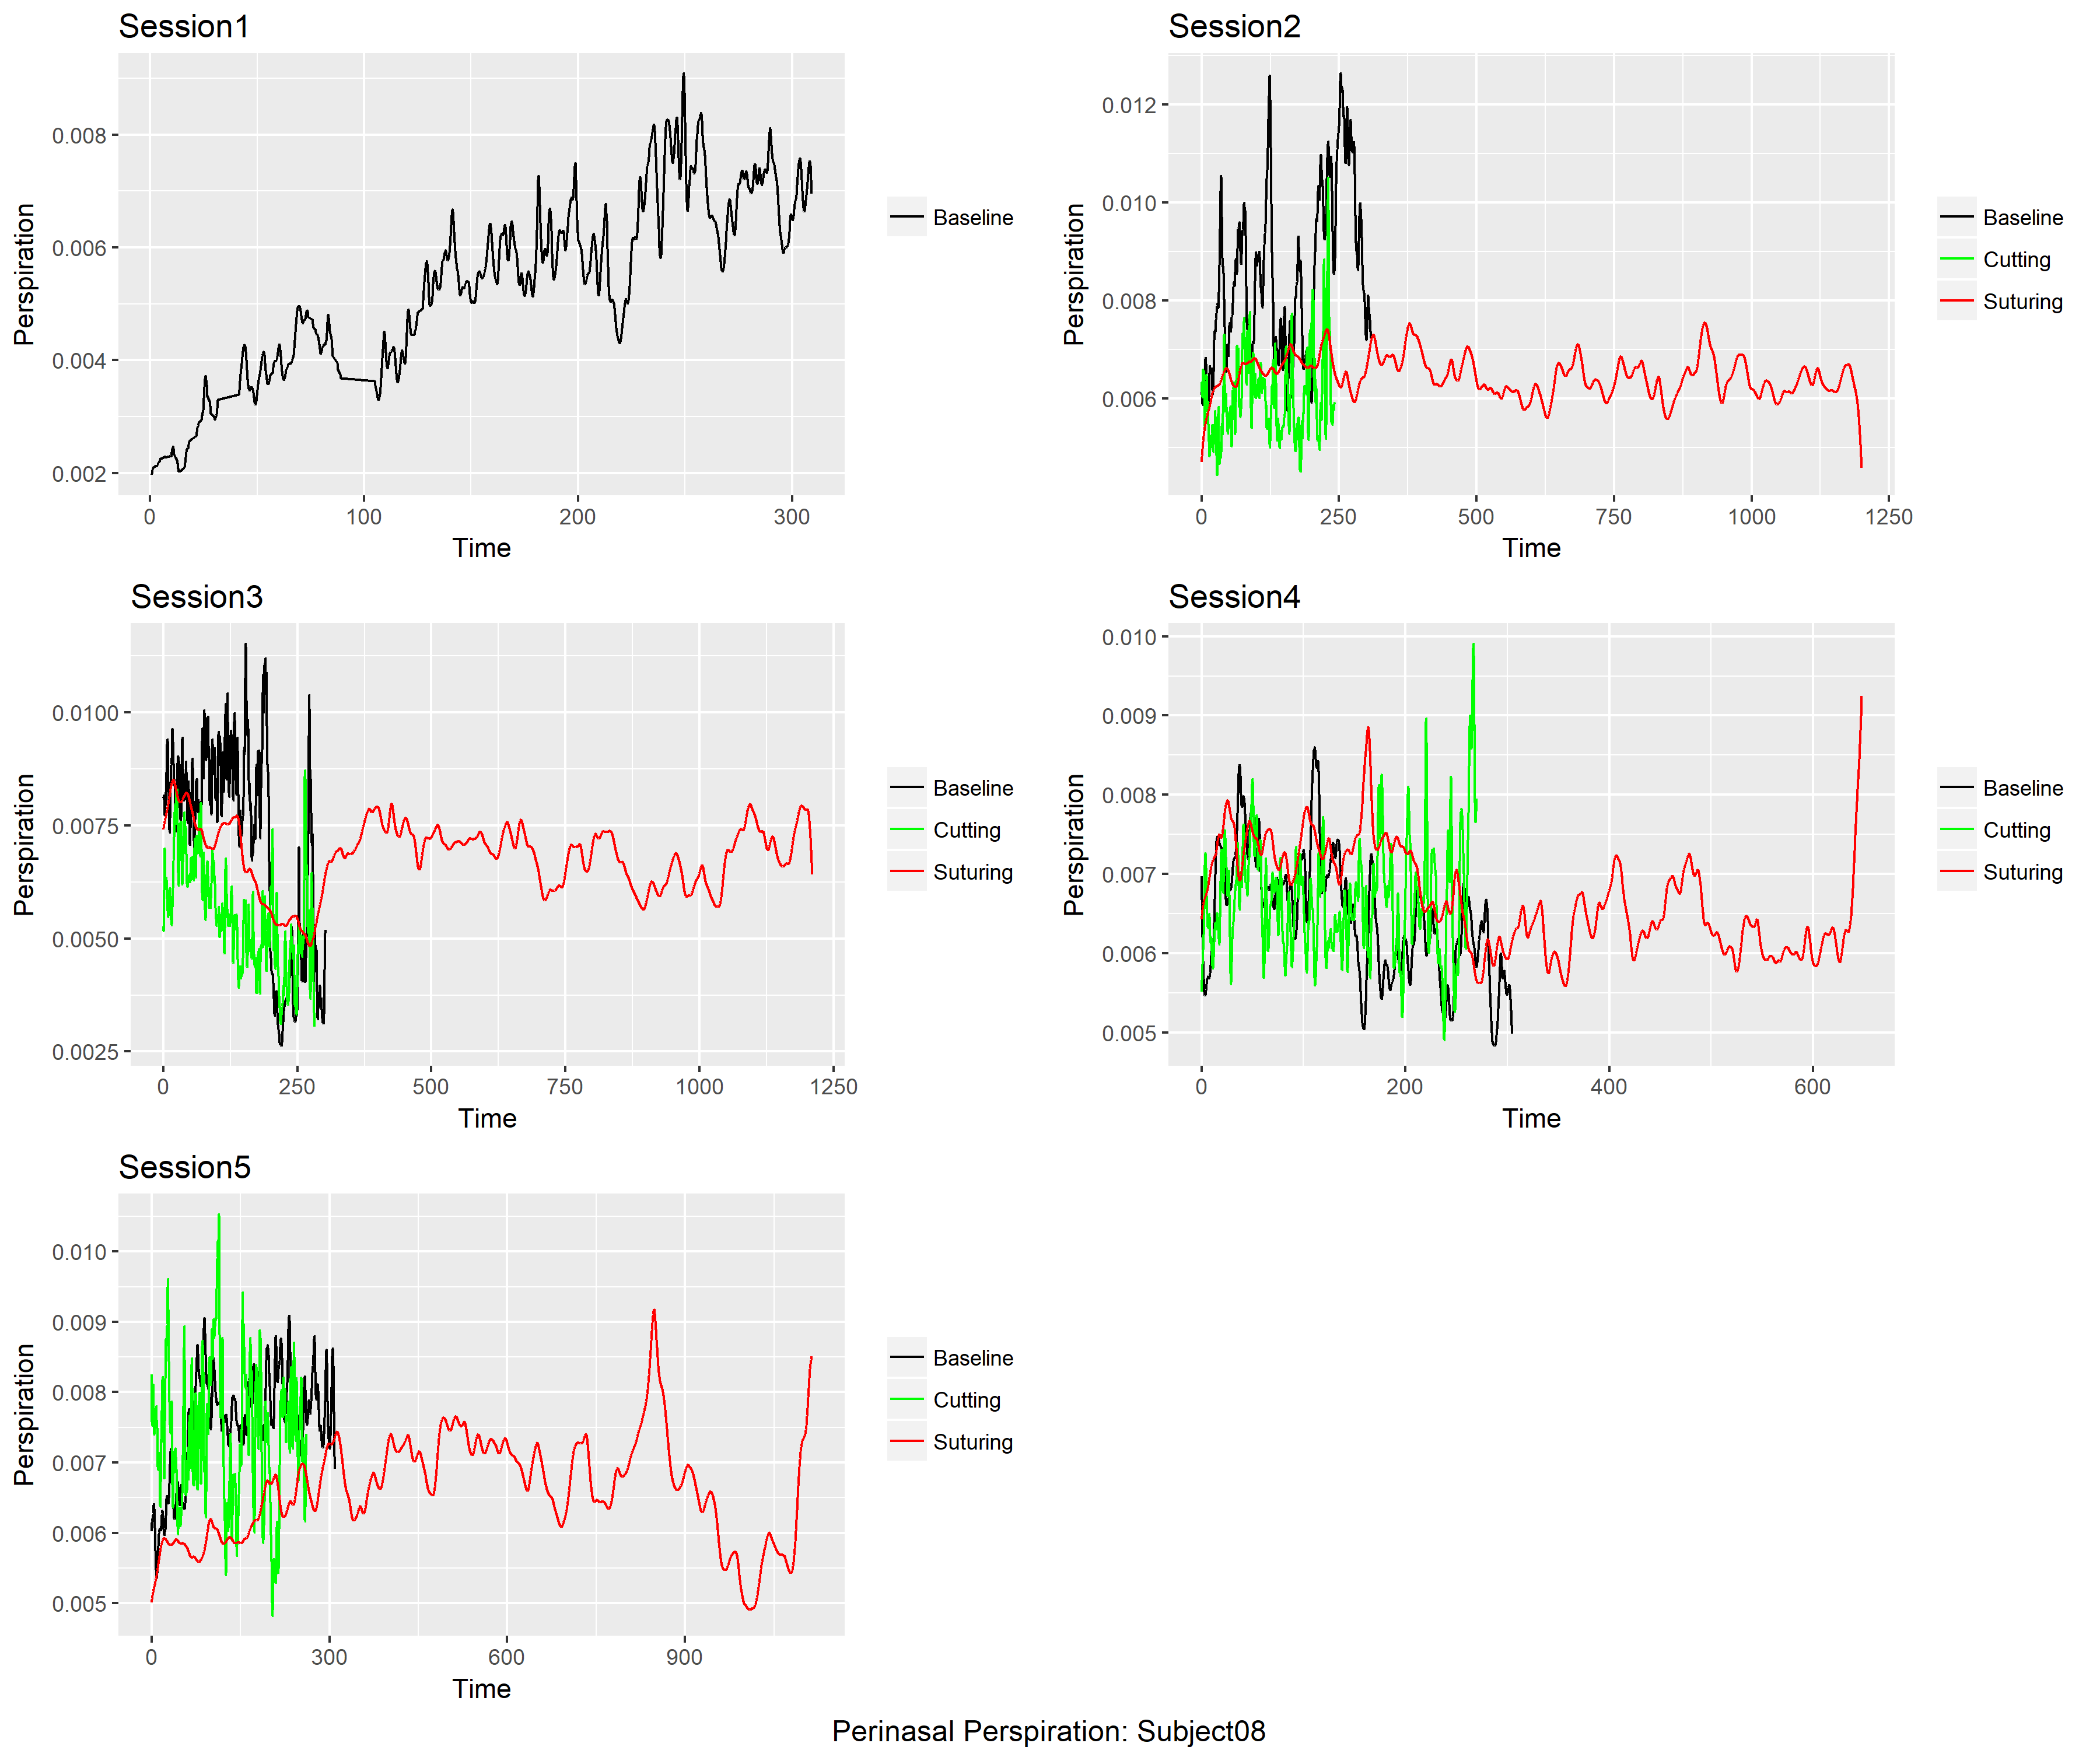 Session1
Perspiration
0.008
0.006
0.004
0.002
0 100 200 300
Time
Baseline
Session2
Perspiration
0.012
0.010
0.008
0.006
0 250 500 750 1000 1250
Time
Baseline
Cutting
Suturing
Session3
Perspiration
0.0100
0.0075
0.0050
0.0025
0 250 500 750 1000 1250
Time
Baseline
Cutting
Suturing
Session4
Perspiration
0.010
0.009
0.008
0.007
0.006
0.005
0 200 400 600
Time
Baseline
Cutting
Suturing
Session5
Perspiration
0.010
0.009
0.008
0.007
0.006
0.005
0 300 600 900
Time
Baseline
Cutting
Suturing
Perinasal Perspiration: Subject08